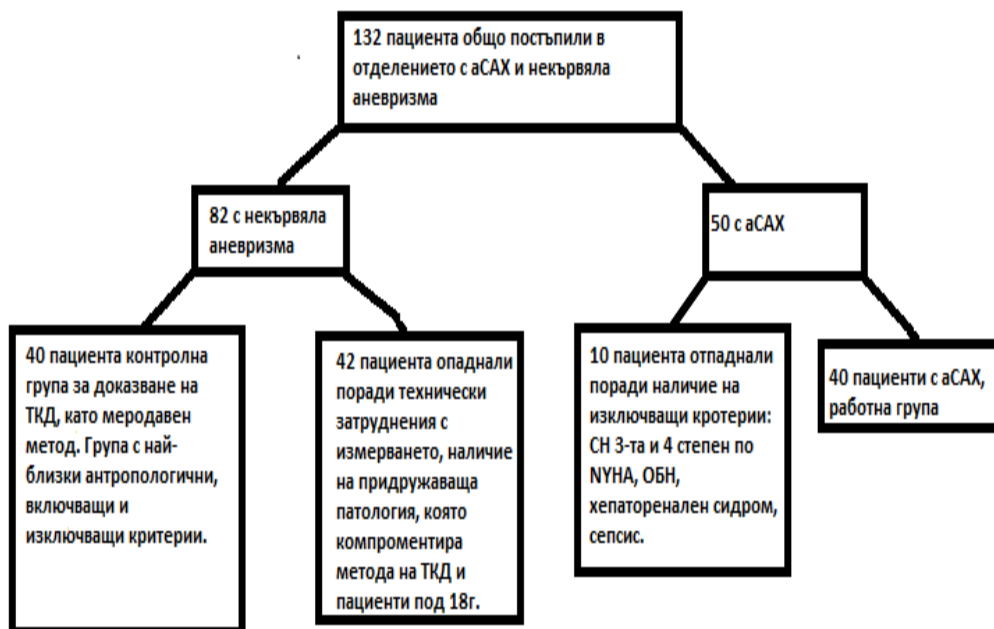 132 пациента общо постъпили в
отделението с аСАХ и некървяла
аневризма
82 с некървяла
аневризма
50 с аСАХ
40 пациента контролна
група за доказване на
ТКД, като меродавен
метод. Група с най-
близки антропологични,
включващи и
изключващи критерии.
42 пациента опаднали
поради технически
затруднения с
измерването, наличие
на придружаваща
патология, която
компроментира
метода на ТКД и
пациенти под 18г.
10 пациента отпаднали
поради наличие на
изключващи кротерии:
СН 3-та и 4 степен по
NYHA, ОБН,
хепаторенален сидром,
сепсис.
40 пациенти с аСАХ,
работна група